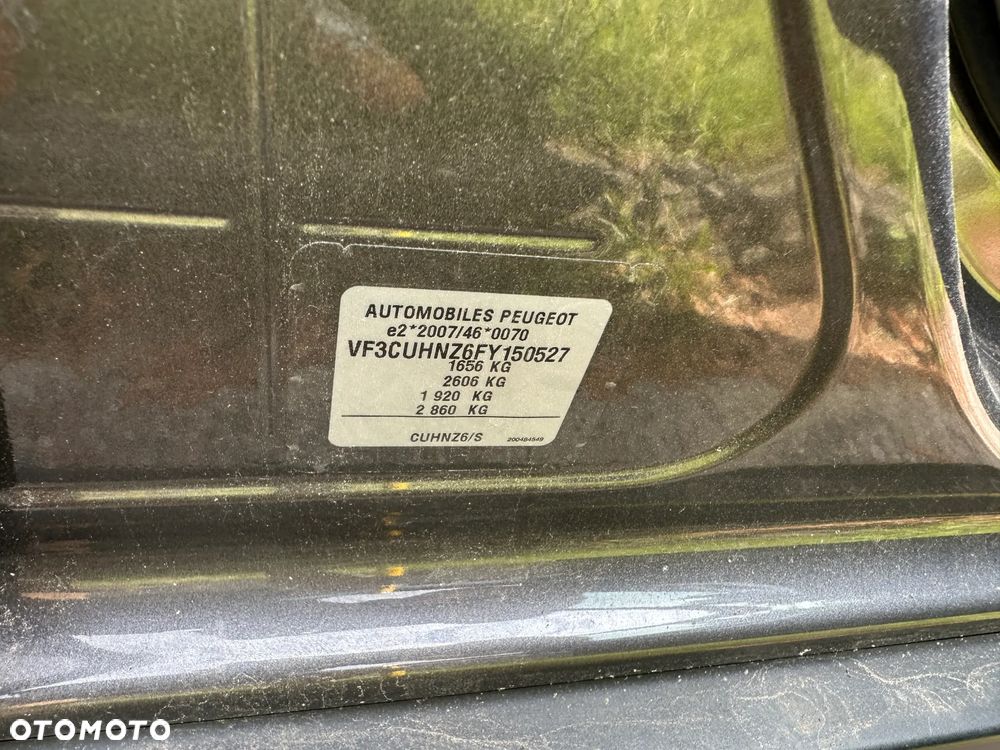 AUTOMOBILES PEUGEOT
e2*2007/46*0070
VF3CUHNZ6FY150527
1656 KG
2606 KG
1 920 KG
2 860 KG
CUHNZ6/S 200484549
OTOMOTO